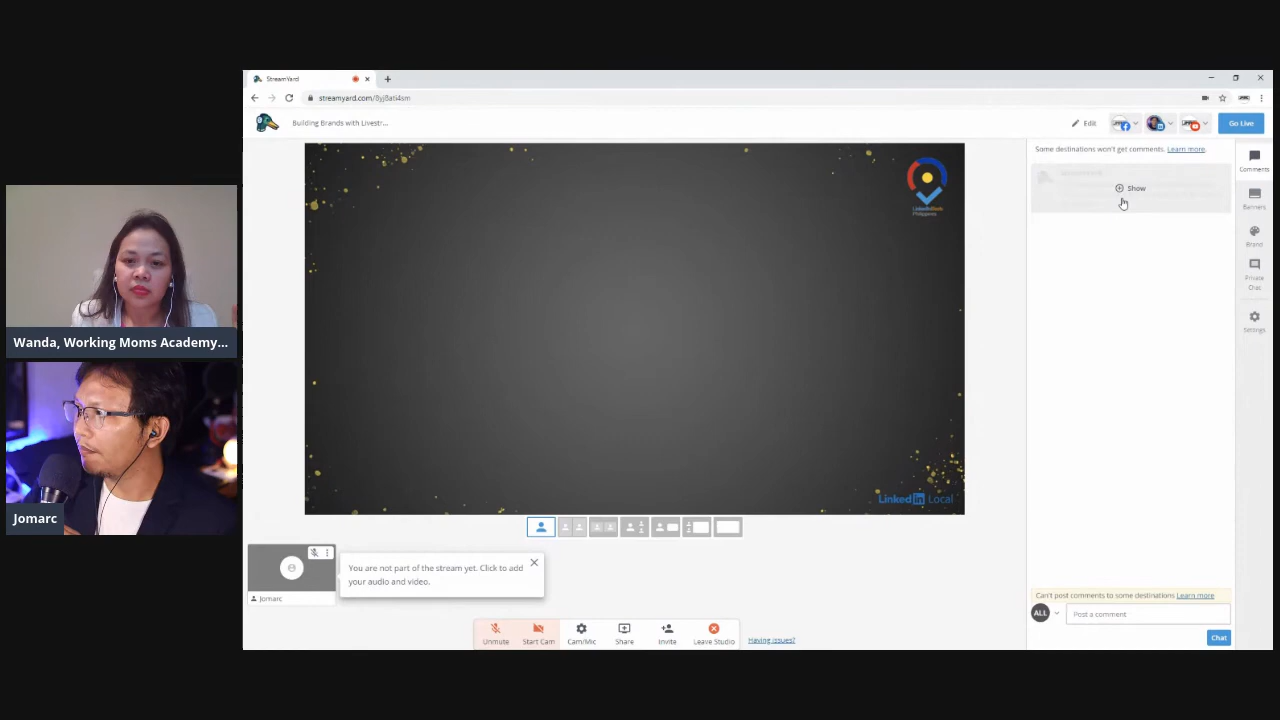 StreamYard
streamyard.com/8yj8ati4sm
Building Brands with Livestr...
Edit
Go Live
Some destinations won't get comments. Learn more.
Show
Comments
Banners
Brand
Private
Settings
Philippines
LinkedIn Local
Wanda, Working Moms Academy...
Jomarc
You are not part of the stream yet. Click to add
your audio and video.
Jomarc
Unmute
Start Cam
Cam/Mic
Share
Invite
Leave Studio
Having issues?
Can't post comments to some destinations Learn more
ALL
Post a comment
Chat